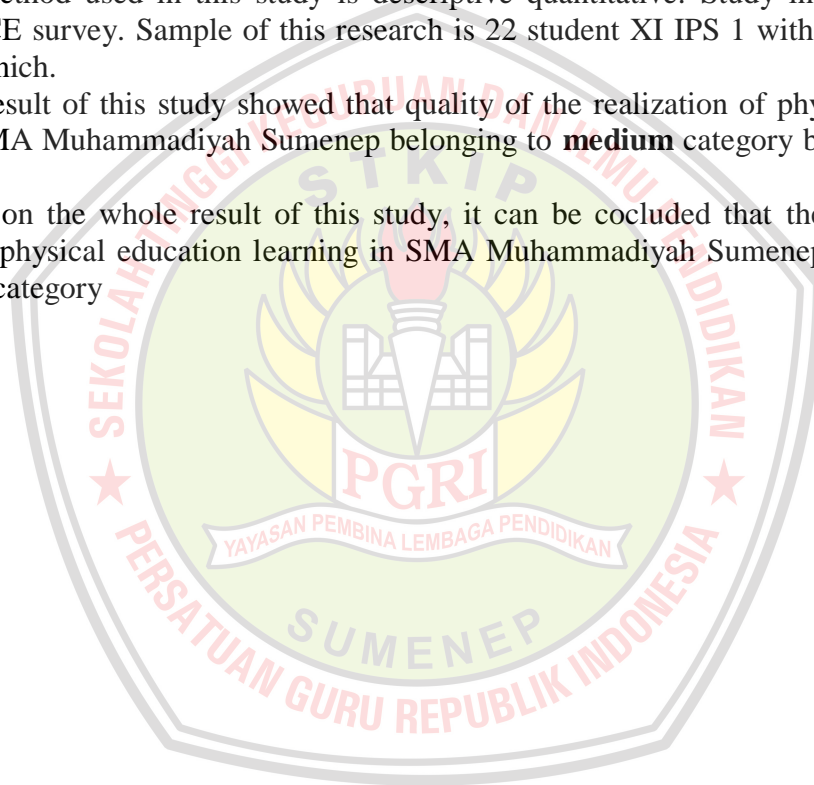 ethod used in this study is descriptive quantitative. Study in
CE survey. Sample of this research is 22 student XI IPS 1 with
hich.
esult of this study showed that quality of the realization of phy
MA Muhammadiyah Sumenep belonging to medium category b
on the whole result of this study, it can be cocluded that the
physical education learning in SMA Muhammadiyah Sumenep
category
SEKOLAH TINGGI KEGURUAN DAN ILMU PENDIDIKAN
STKIP
PGRI
YAYASAN PEMBINA LEMBAGA PENDIDIKAN
SUMENEP
PERSATUAN GURU REPUBLIK INDONESIA